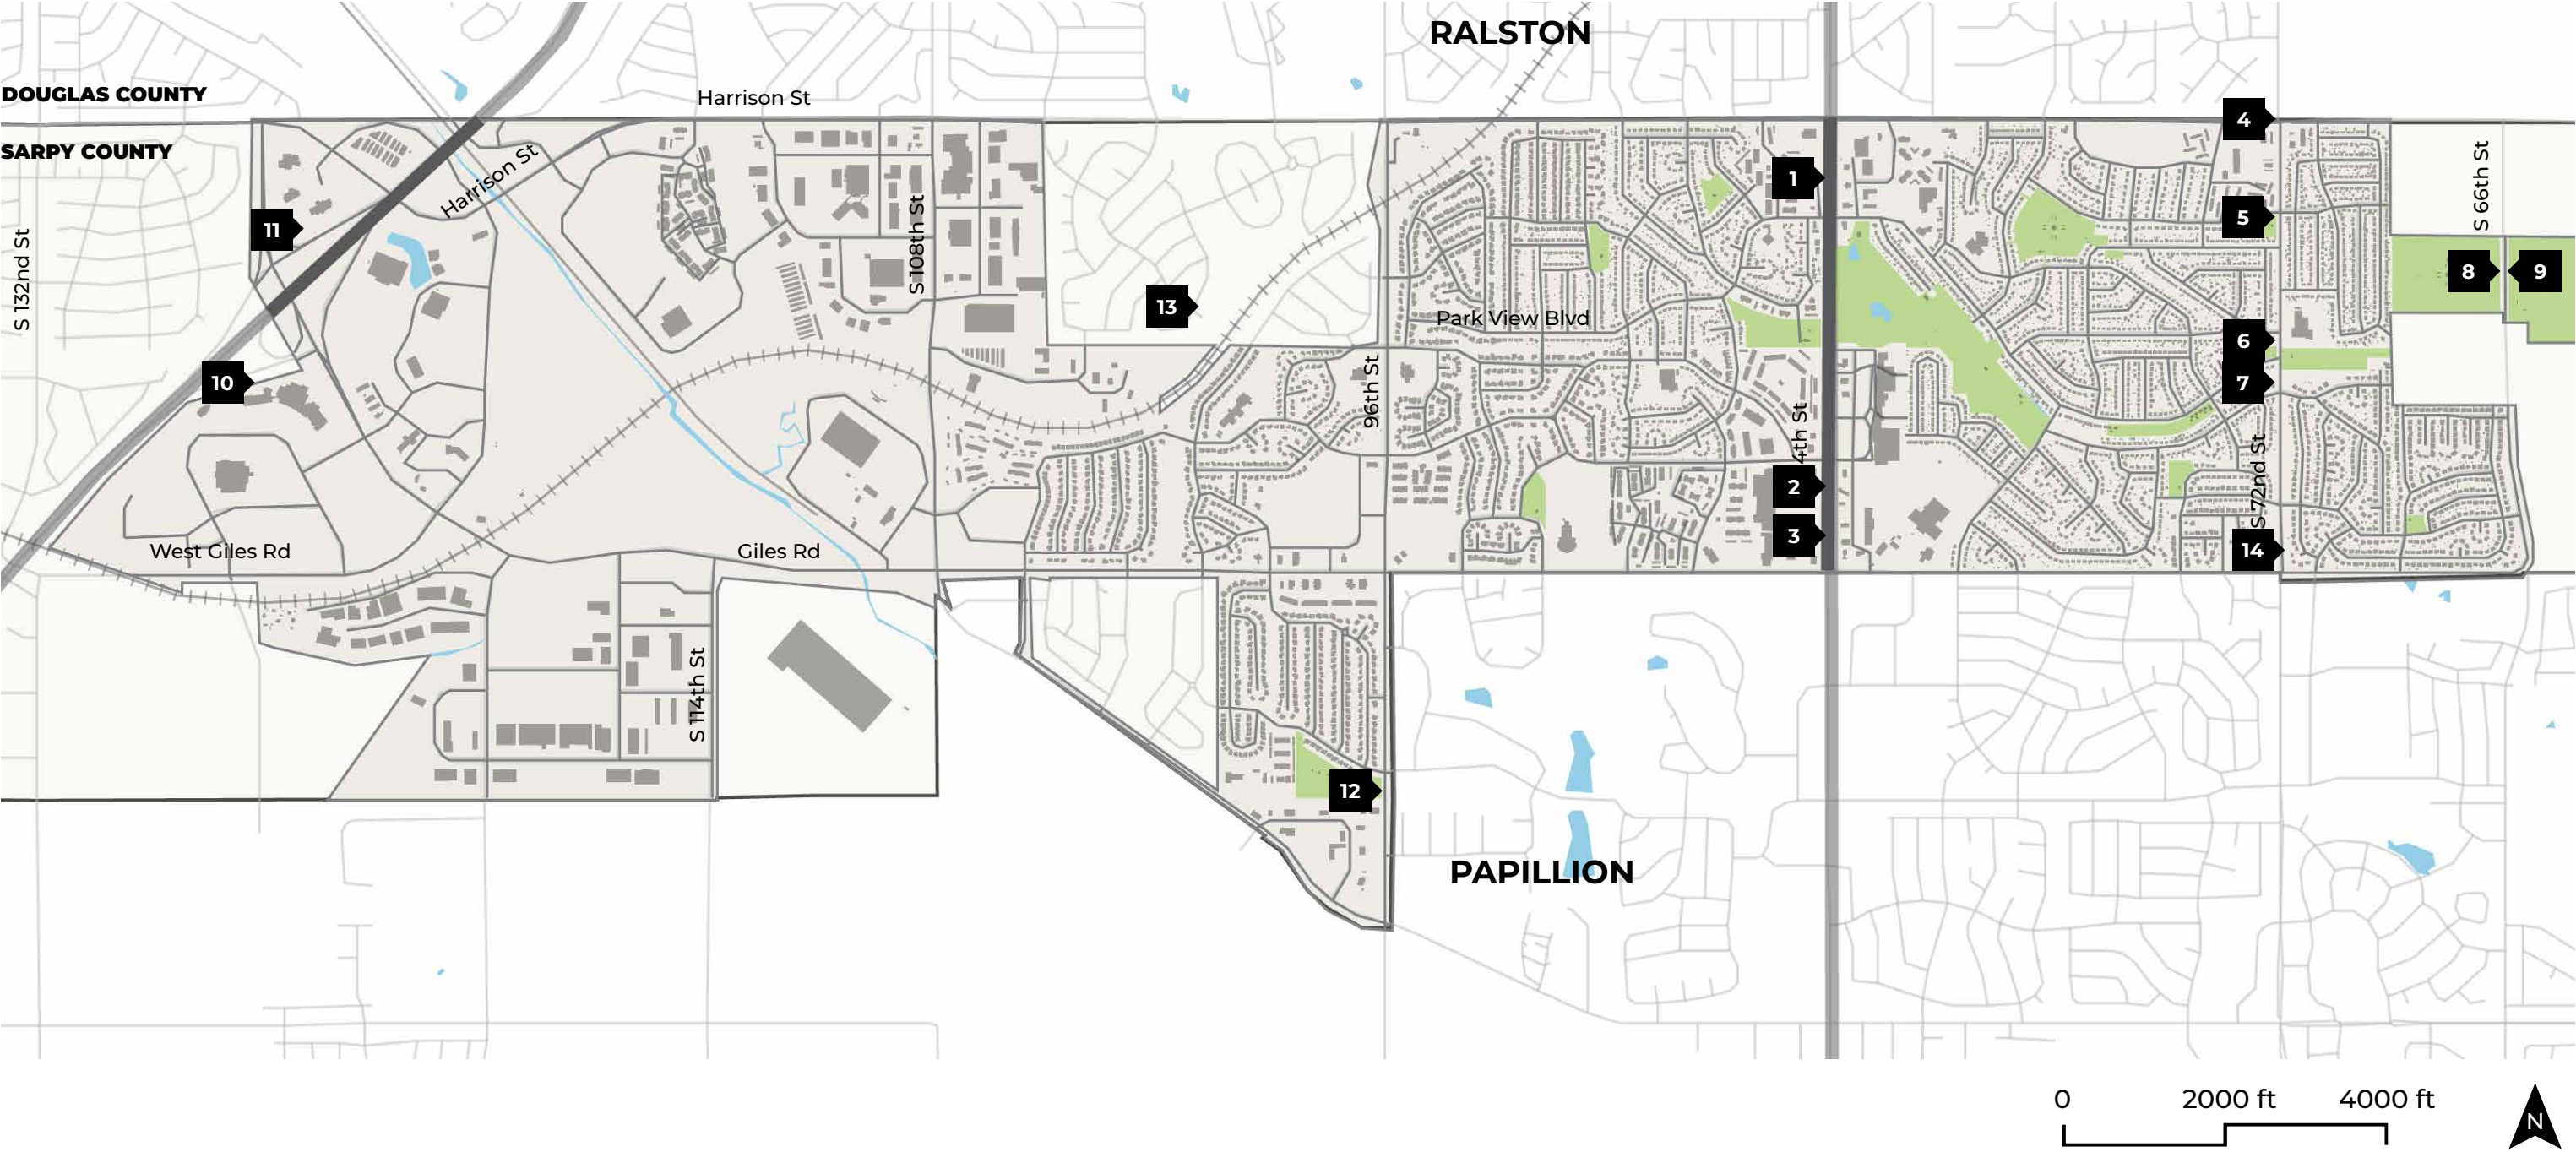 RALSTON
DOUGLAS COUNTY
Harrison St
SARPY COUNTY
4
Harrison St
1
S 66th St
S 132nd St
11
S 108th St
5
8
9
13
Park View Blvd
6
10
7
96th St
4th St
S 72nd St
2
3
West Giles Rd
Giles Rd
14
S 114th St
12
PAPILLION
0
2000 ft
4000 ft
N